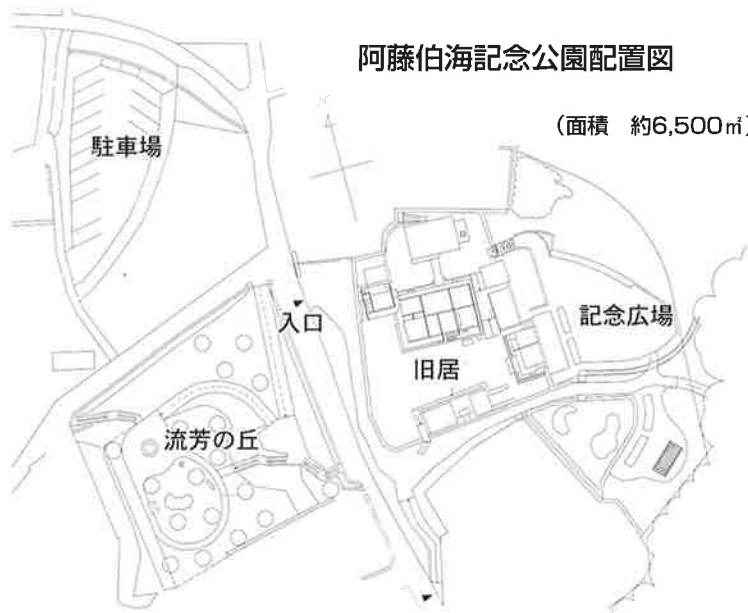 阿藤伯海記念公園配置図
（面積　約6,500㎡）
駐車場
入口
記念広場
旧居
流芳の丘